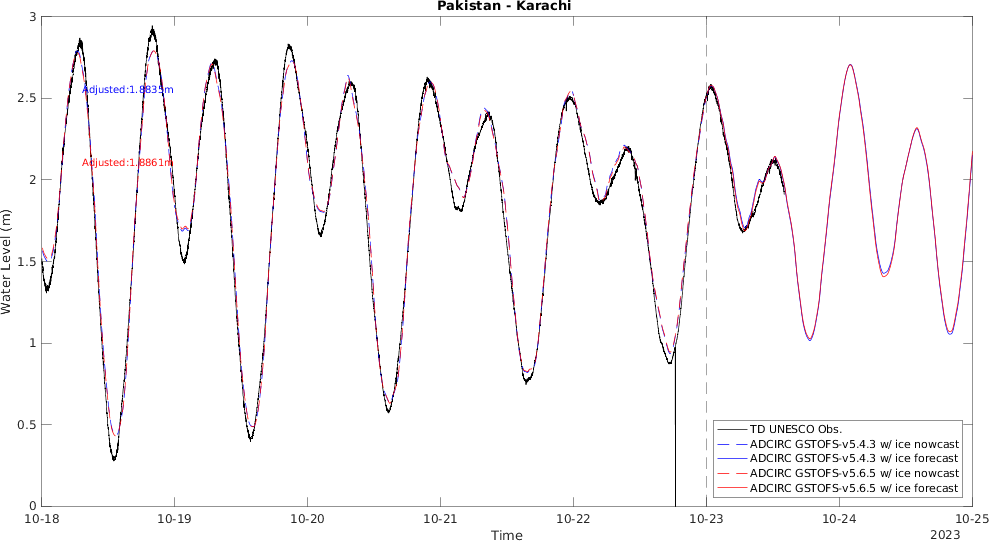 Pakistan - Karachi
3
2.5
2
1.5
1
0.5
0
Water Level (m)
Adjusted:1.8835m
Adjusted:1.8861m
TD UNESCO Obs.
ADCIRC GSTOFS-v5.4.3 w/ ice nowcast
ADCIRC GSTOFS-v5.4.3 w/ ice forecast
ADCIRC GSTOFS-v5.6.5 w/ ice nowcast
ADCIRC GSTOFS-v5.6.5 w/ ice forecast
10-18 10-19 10-20 10-21 10-22 10-23 10-24 10-25
Time
2023